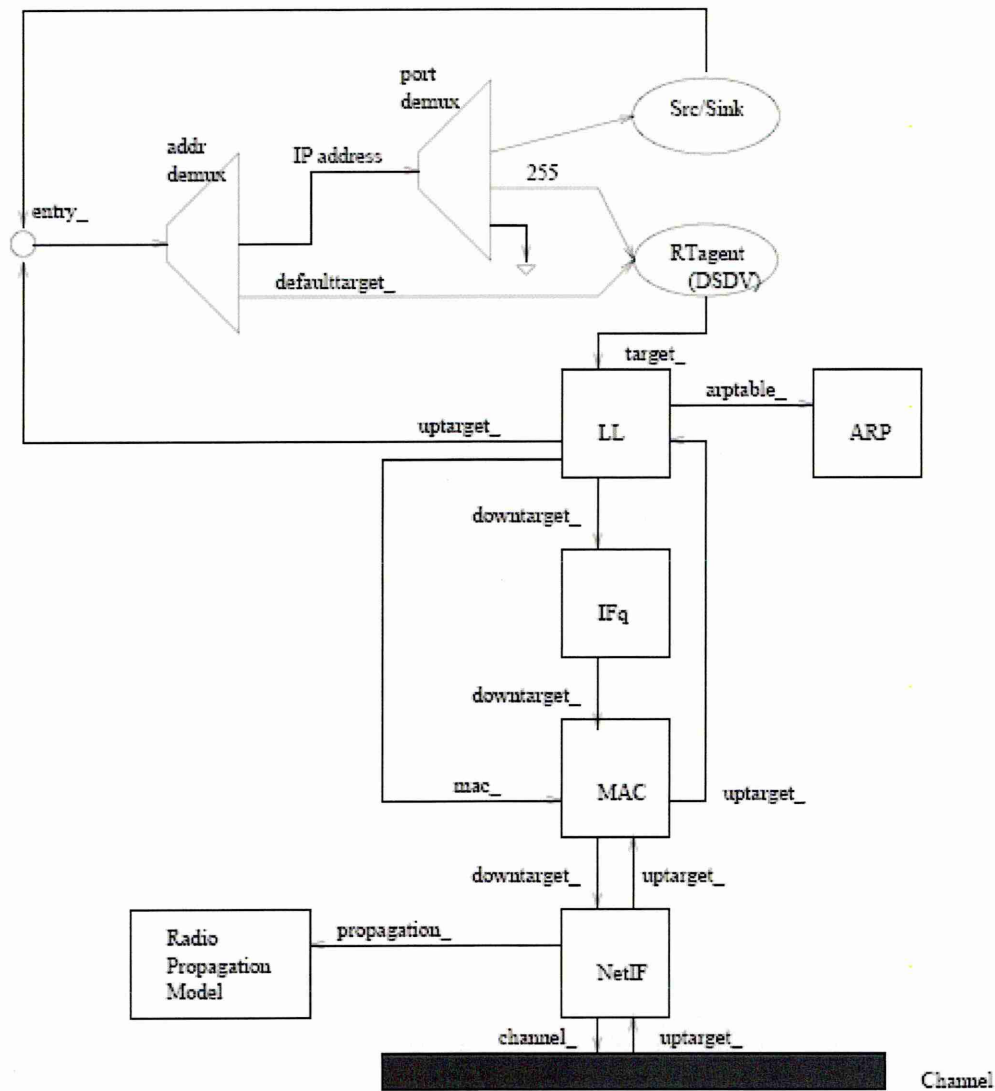 port
demux
Src/Sink
addr
demux
IP address
255
entry_
RTagent
(DSDV)
defaulttarget_
target_
arptable_
uptarget_
LL
ARP
downtarget_
IFq
downtarget_
mac_
MAC
uptarget_
downtarget_
uptarget_
Radio
Propagation
Model
propagation_
NetIF
channel_
uptarget_
Channel